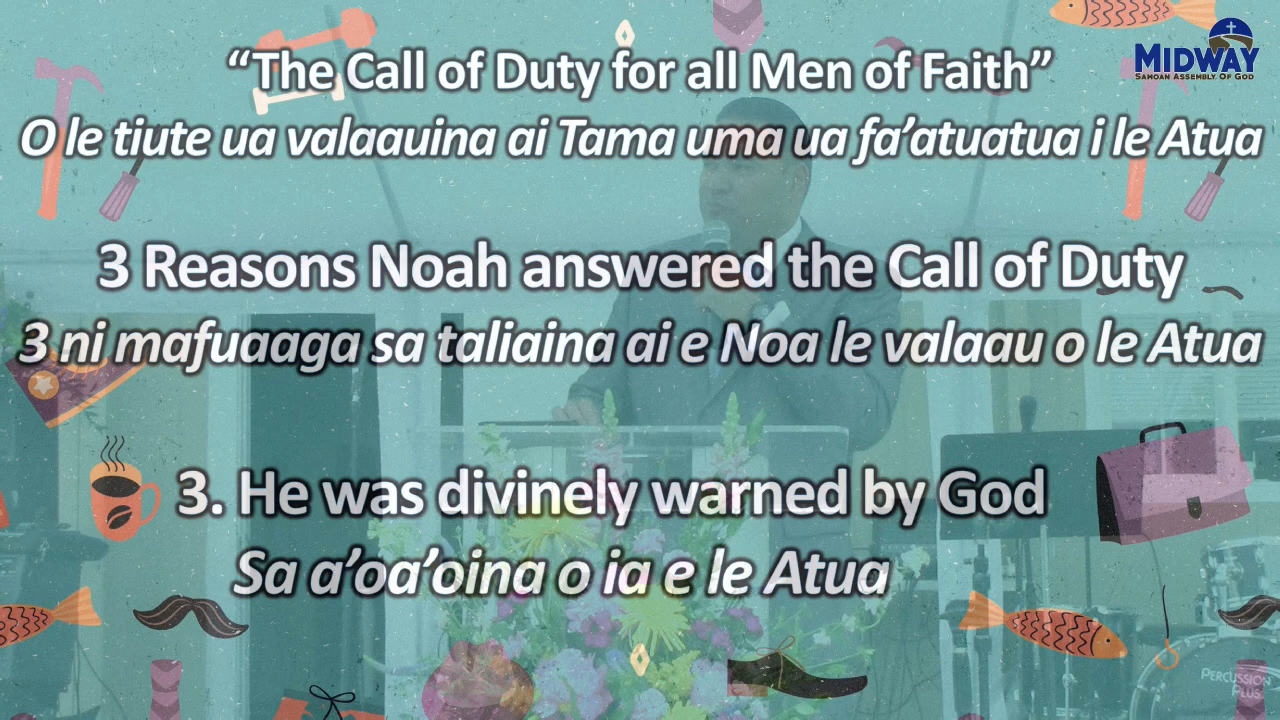 “The Call of Duty for all Men of Faith”
O le tiute ua valaauina ai Tama uma ua fa’atuatua i le Atua
3 Reasons Noah answered the Call of Duty
3 ni mafuaaga sa taliaina ai e Noa le valaau o le Atua
3. He was divinely warned by God
Sa a’oa’oina o ia e le Atua
MIDWAY
SAMOAN ASSEMBLY OF GOD
PERCUSSION
PLUS